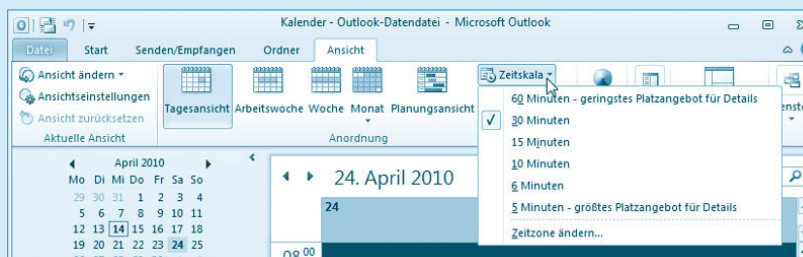 Kalender - Outlook-Datendatei - Microsoft Outlook
Datei Start Senden/Empfangen Ordner Ansicht
Ansicht ändern
Ansichtseinstellungen
Ansicht zurücksetzen
Aktuelle Ansicht
Tagesansicht Arbeitswoche Woche Monat Planungsansicht
Anordnung
Zeitskala
60 Minuten - geringstes Platzangebot für Details
30 Minuten
15 Minuten
10 Minuten
6 Minuten
5 Minuten - größtes Platzangebot für Details
Zeitzone ändern...
April 2010
Mo Di Mi Do Fr Sa So
29 30 31 1 2 3 4
5 6 7 8 9 10 11
12 13 14 15 16 17 18
19 20 21 22 23 24 25
24. April 2010
24
08 00